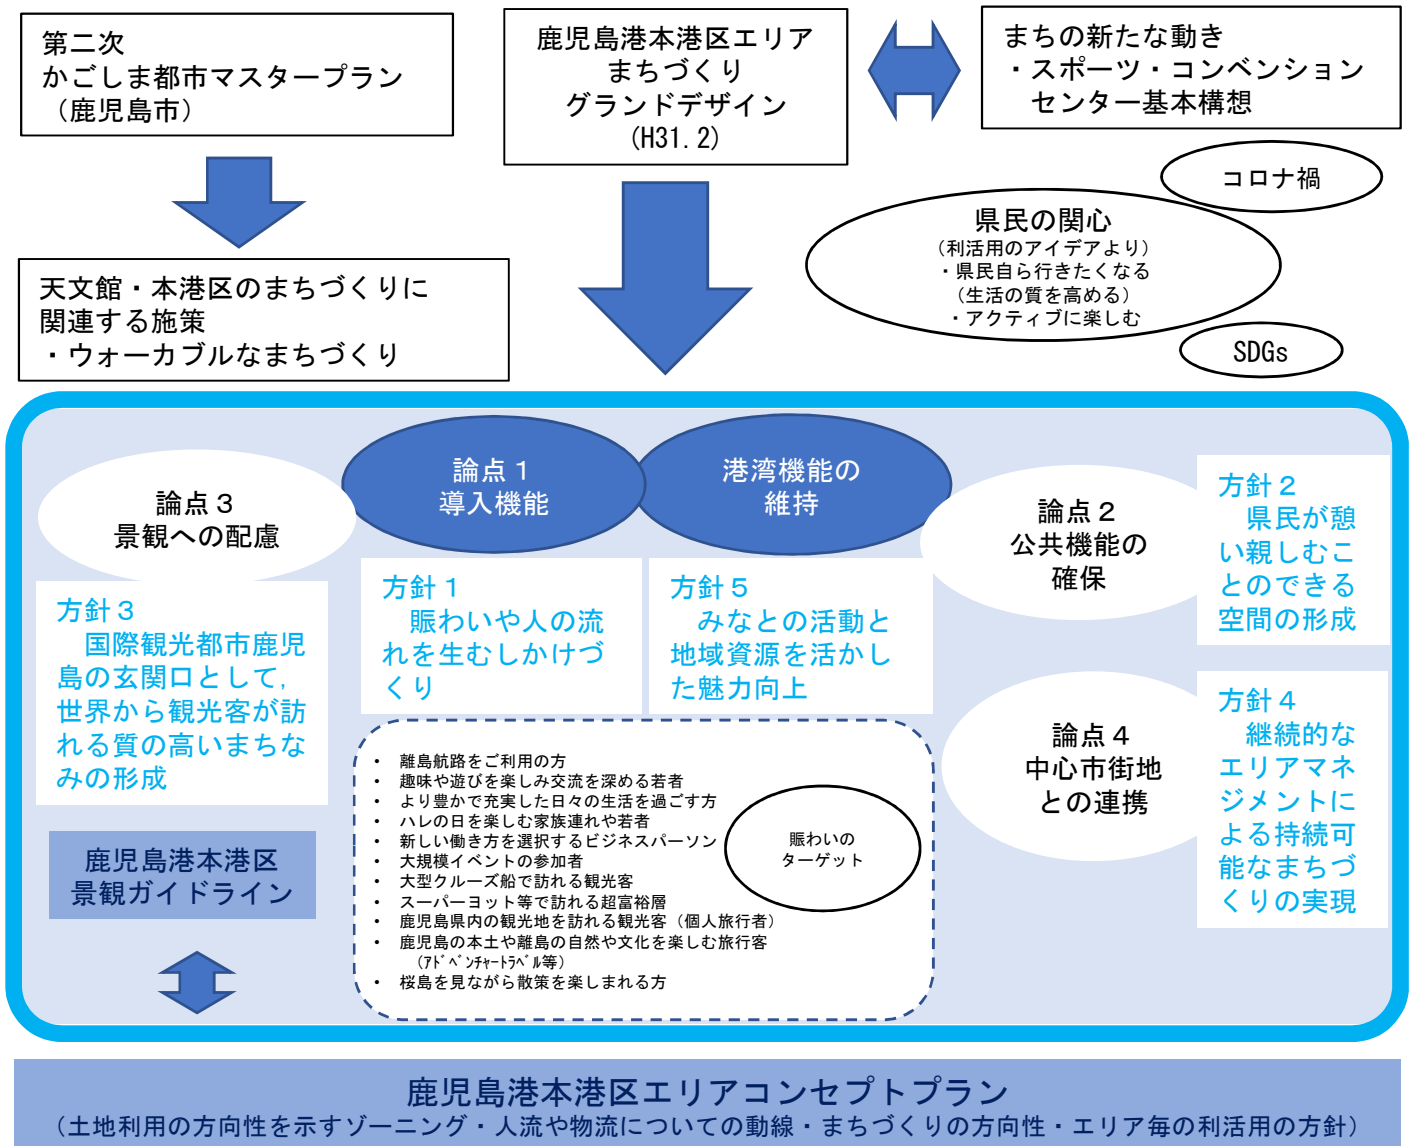 第二次
かごしま都市マスタープラン
（鹿児島市）
鹿児島港本港区エリア
まちづくり
グランドデザイン
(H31.2)
まちの新たな動き
・スポーツ・コンベンション
センター基本構想
コロナ禍
県民の関心
（利活用のアイデアより）
・県民自ら行きたくなる
（生活の質を高める）
・アクティブに楽しむ
SDGs
天文館・本港区のまちづくりに
関連する施策
・ウォーカブルなまちづくり
論点３
景観への配慮
論点１
導入機能
港湾機能の
維持
論点２
公共機能の
確保
方針２
県民が憩
い親しむこ
とのできる
空間の形成
方針３
国際観光都市鹿児
島の玄関口として，
世界から観光客が訪
れる質の高いまちな
みの形成
方針１
賑わいや人の流
れを生むしかけづ
くり
方針５
みなとの活動と
地域資源を活かし
た魅力向上
論点４
中心市街地
との連携
方針４
継続的な
エリアマネ
ジメントに
よる持続可
能なまちづ
くりの実現
・ 離島航路をご利用の方
・ 趣味や遊びを楽しみ交流を深める若者
・ より豊かで充実した日々の生活を過ごす方
・ ハレの日を楽しむ家族連れや若者
・ 新しい働き方を選択するビジネスパーソン
・ 大規模イベントの参加者
・ 大型クルーズ船で訪れる観光客
・ スーパーヨット等で訪れる超富裕層
・ 鹿児島県内の観光地を訪れる観光客（個人旅行者）
・ 鹿児島の本土や離島の自然や文化を楽しむ旅行客
（ｱﾄﾞﾍﾞﾝﾁｬｰﾄﾗﾍﾞﾙ等）
・ 桜島を見ながら散策を楽しまれる方
賑わいの
ターゲット
鹿児島港本港区
景観ガイドライン
鹿児島港本港区エリアコンセプトプラン
（土地利用の方向性を示すゾーニング・人流や物流についての動線・まちづくりの方向性・エリア毎の利活用の方針）